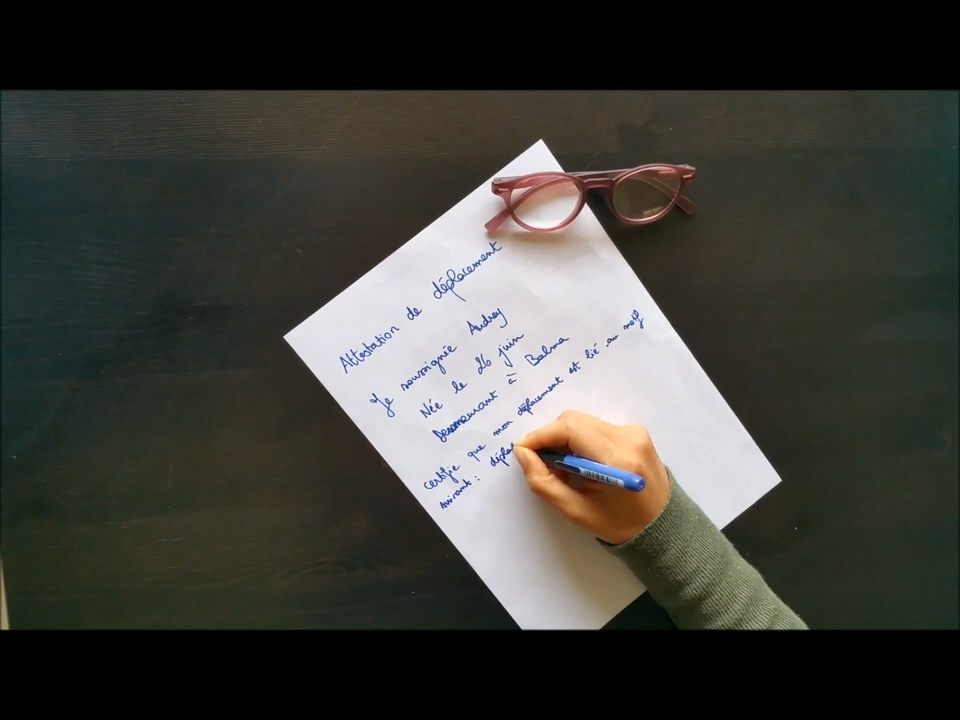 Attestation de déplacement
Je soussignée Audrey
Née le 26 juin
Demeurant à Balma
certifie que mon déplacement est lié au motif
suivant : dépla